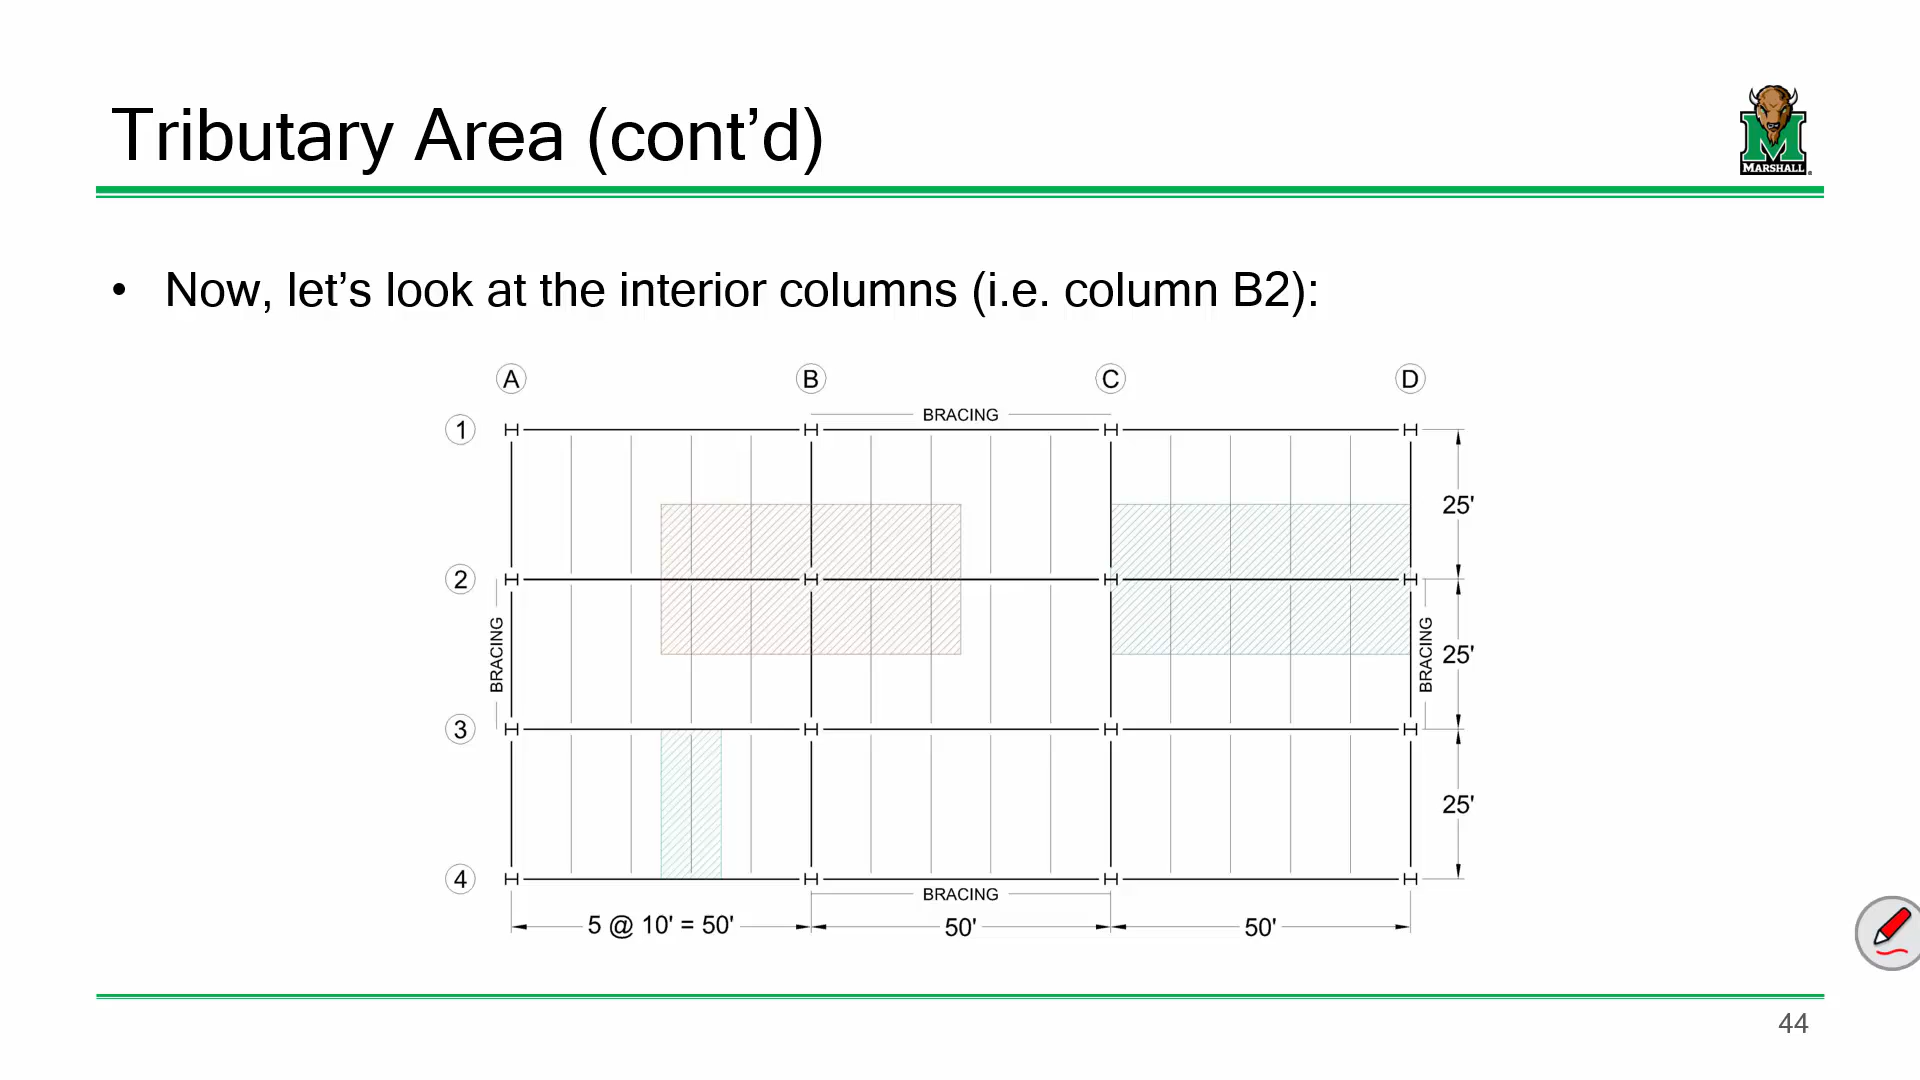 Tributary Area (cont’d)
MARSHALL
• Now, let’s look at the interior columns (i.e. column B2):
A B C D
BRACING
1
25'
2
BRACING
BRACING
25'
3
25'
4
BRACING
5 @ 10' = 50' 50' 50'
44